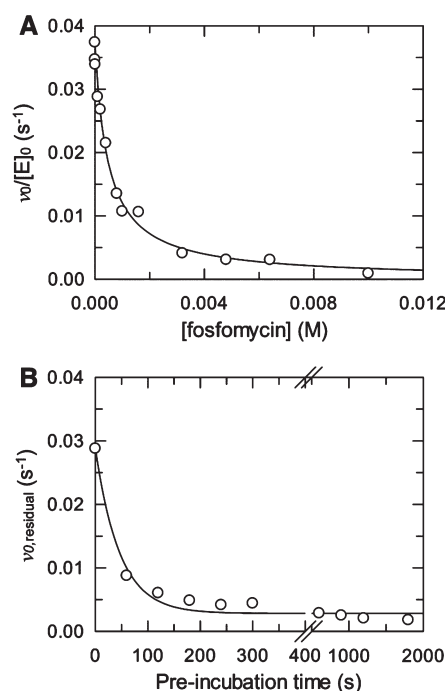 A
0.04
0.03
0.02
0.01
0.00
v0/[E]0 (s-1)
0.000 0.004 0.008 0.012
[fosfomycin] (M)
B
0.04
0.03
0.02
0.01
0.00
v0,residual (s-1)
0 100 200 300 400 1000 2000
Pre-incubation time (s)